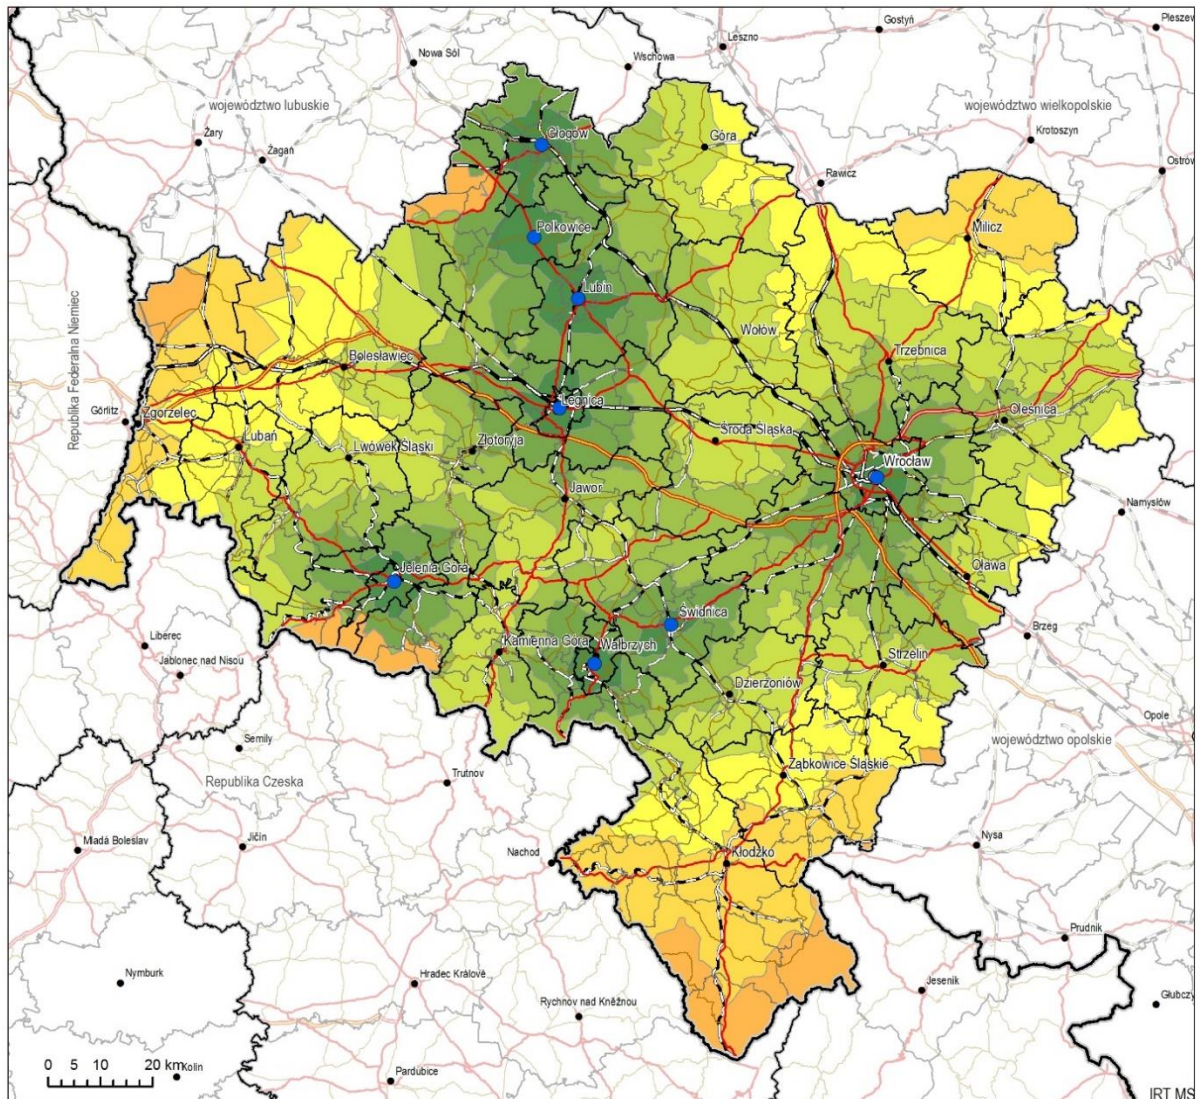 Pleszew
Gostyń
Leszno
Nowa Sól
Wschowa
województwo lubuskie
województwo wielkopolskie
Głogów
Krotoszyn
Żary
Góra
Żagań
Ostrów
Rawicz
Milicz
Polkowice
Lubin
Republika Federalna Niemiec
Wołów
Trzebnica
Bolesławiec
Legnica
Görlitz
Zgorzelec
Oleśnica
Lubań
Lwówek Śląski
Złotoryja
Środa Śląska
Wrocław
Jawor
Namysłów
Jelenia Góra
Oława
Świdnica
Brzeg
Liberec
Kamienna Góra
Wałbrzych
Jablonec nad Nisou
Strzelin
Dzierżoniów
Opole
Semily
województwo opolskie
Ząbkowice Śląskie
Republika Czeska
Trutnov
Mladá Boleslav
Jičín
Nachod
Kłodzko
Nysa
Prudnik
Nymburk
Hradec Králové
Rychnov nad Kněžnou
Jesenik
Głubczy
0 5 10 20 km
Kolin
Pardubice
IRT MS